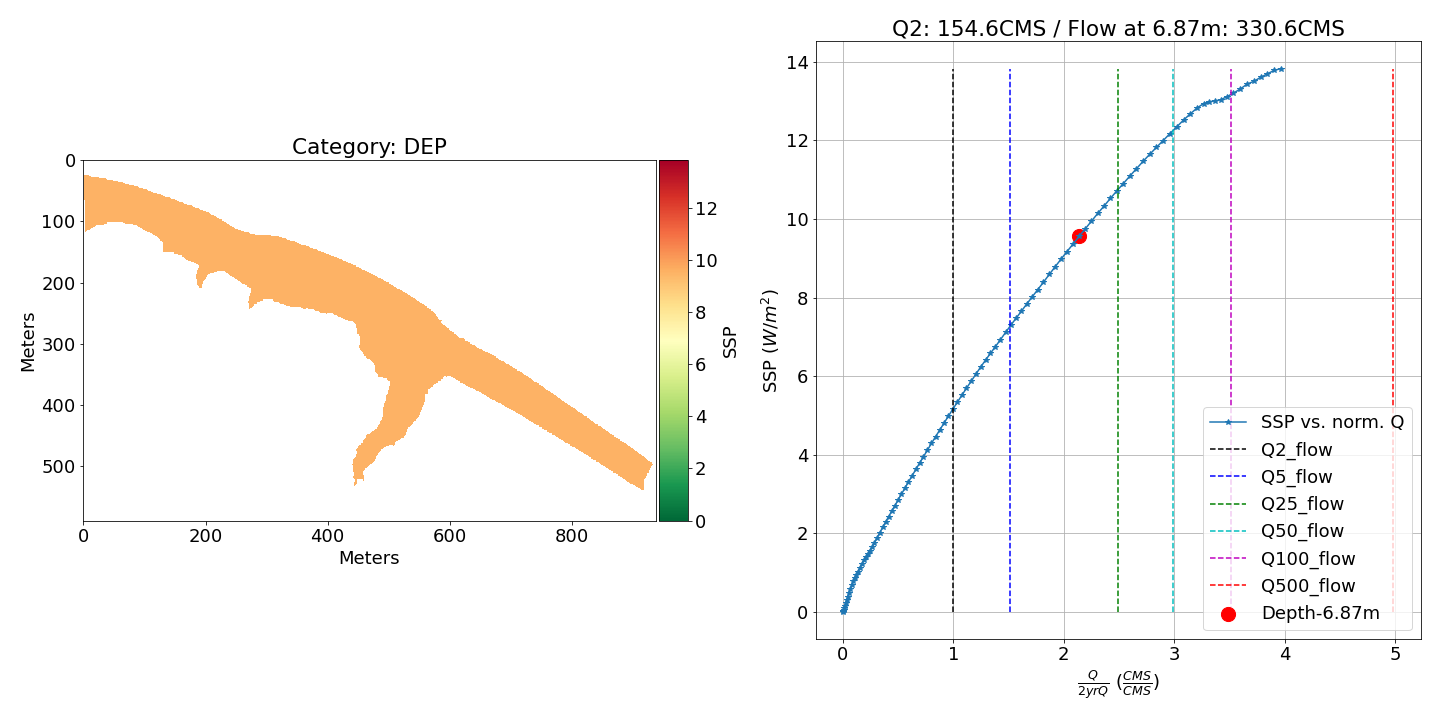 Category: DEP
0
100
200
300
400
500
Meters
0 200 400 600 800
Meters
12
10
8
6
4
2
0
SSP
Q2: 154.6CMS / Flow at 6.87m: 330.6CMS
14
12
10
8
6
4
2
0
SSP (W/m²)
0 1 2 3 4 5
Q/2yrQ (CMS/CMS)
SSP vs. norm. Q
Q2_flow
Q5_flow
Q25_flow
Q50_flow
Q100_flow
Q500_flow
Depth-6.87m